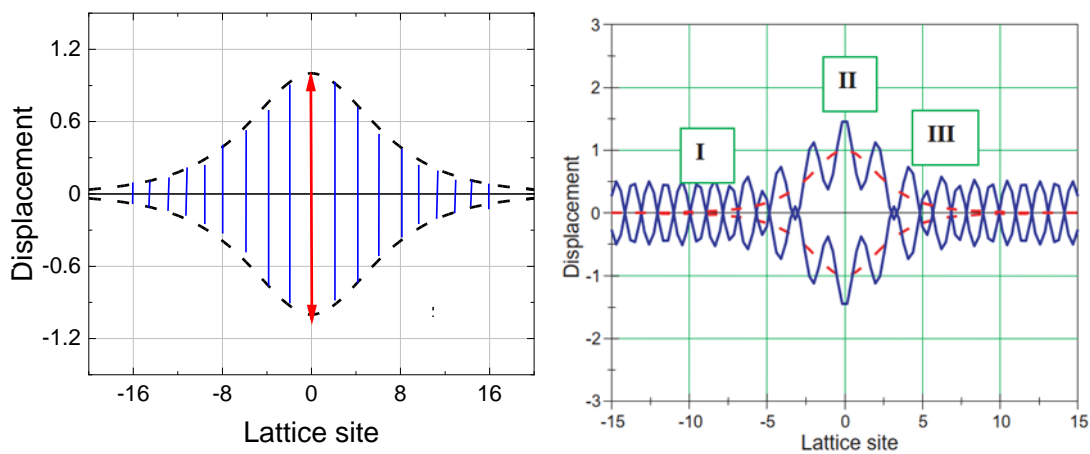 1.2
0.6
0
-0.6
-1.2
-16 -8 0 8 16
Displacement
Lattice site
3
2
1
0
-1
-2
-3
-15 -10 -5 0 5 10 15
Displacement
Lattice site
I
II
III